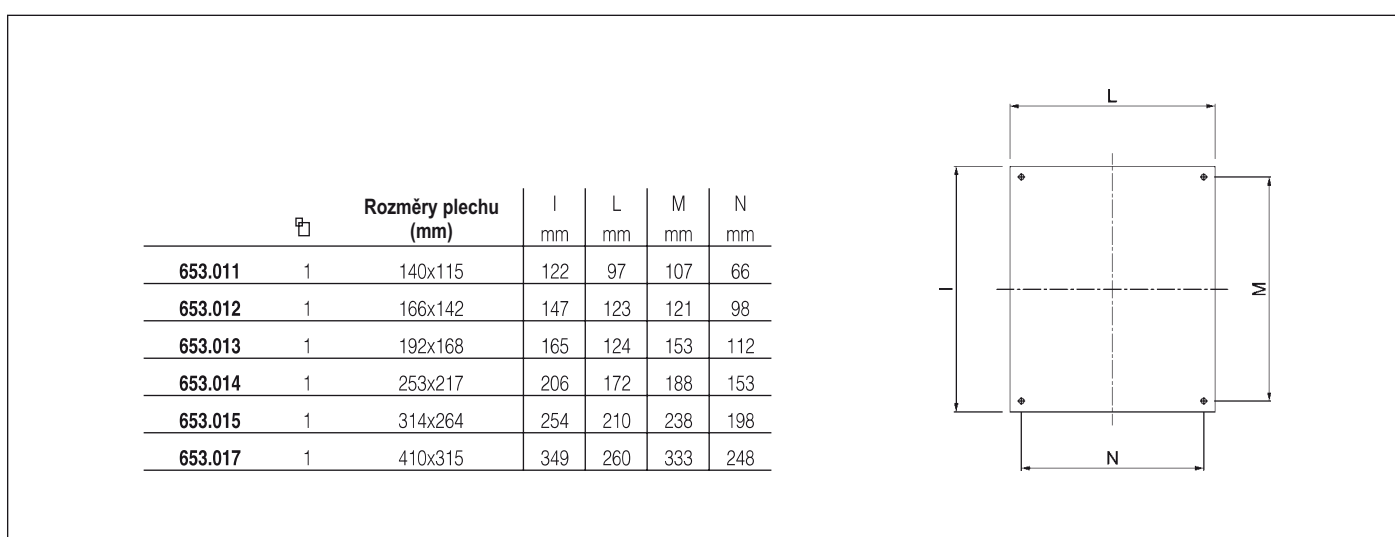 Rozměry plechu (mm) I mm L mm M mm N mm
653.011 1 140x115 122 97 107 66
653.012 1 166x142 147 123 121 98
653.013 1 192x168 165 124 153 112
653.014 1 253x217 206 172 188 153
653.015 1 314x264 254 210 238 198
653.017 1 410x315 349 260 333 248
L
I
M
N